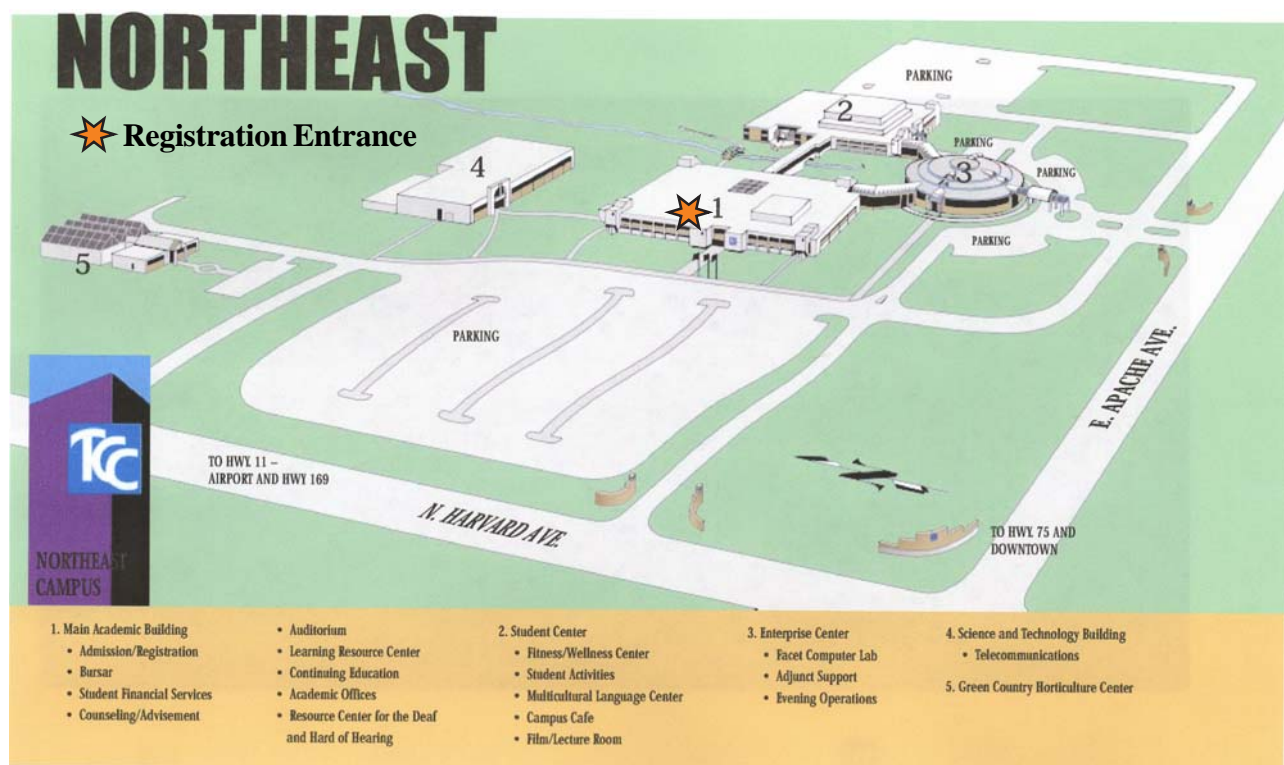 NORTHEAST
Registration Entrance
PARKING
2
PARKING
3
PARKING
4
1
PARKING
5
PARKING
E. APACHE AVE.
TCC
TO HWY. 11 –
AIRPORT AND HWY 169
N. HARVARD AVE.
TO HWY. 75 AND
DOWNTOWN
NORTHEAST
CAMPUS
1. Main Academic Building
• Admission/Registration
• Bursar
• Student Financial Services
• Counseling/Advisement
• Auditorium
• Learning Resource Center
• Continuing Education
• Academic Offices
• Resource Center for the Deaf
and Hard of Hearing
2. Student Center
• Fitness/Wellness Center
• Student Activities
• Multicultural Language Center
• Campus Cafe
• Film/Lecture Room
3. Enterprise Center
• Facet Computer Lab
• Adjunct Support
• Evening Operations
4. Science and Technology Building
• Telecommunications
5. Green Country Horticulture Center